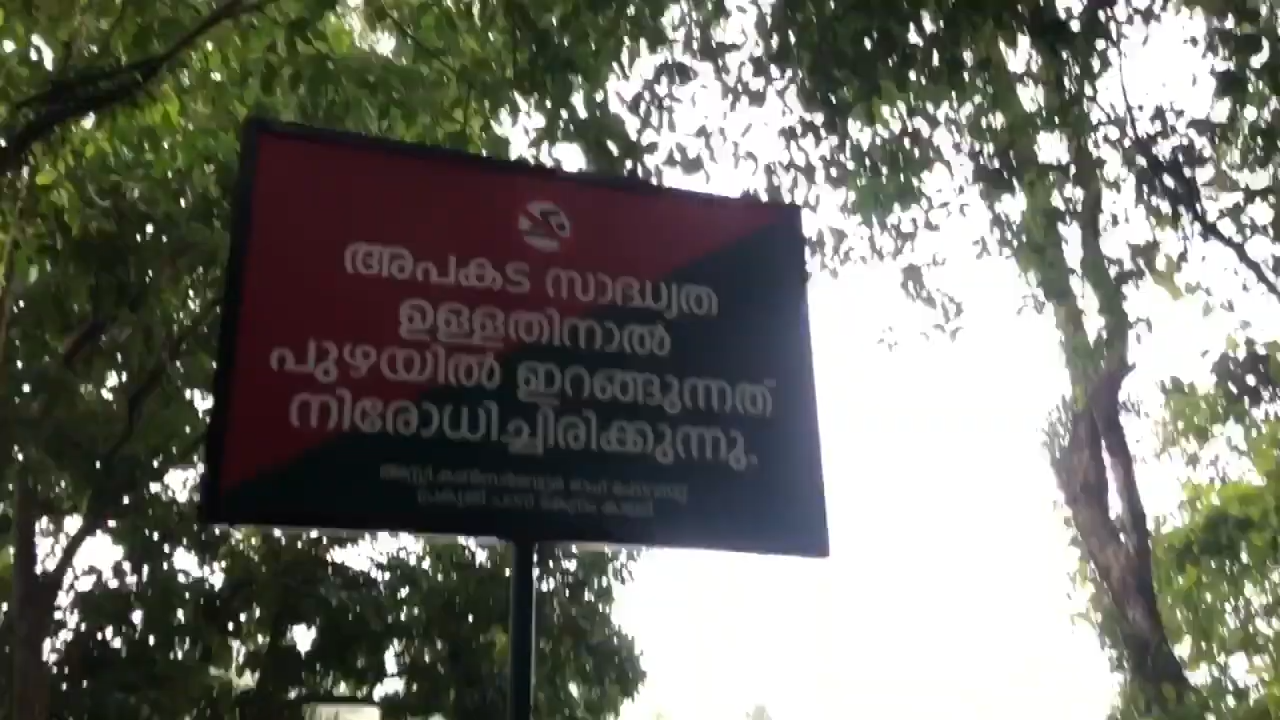 അപകട സാദ്ധ്യത
ഉള്ളതിനാൽ
പുഴയിൽ ഇറങ്ങുന്നത്
നിരോധിച്ചിരിക്കുന്നു.